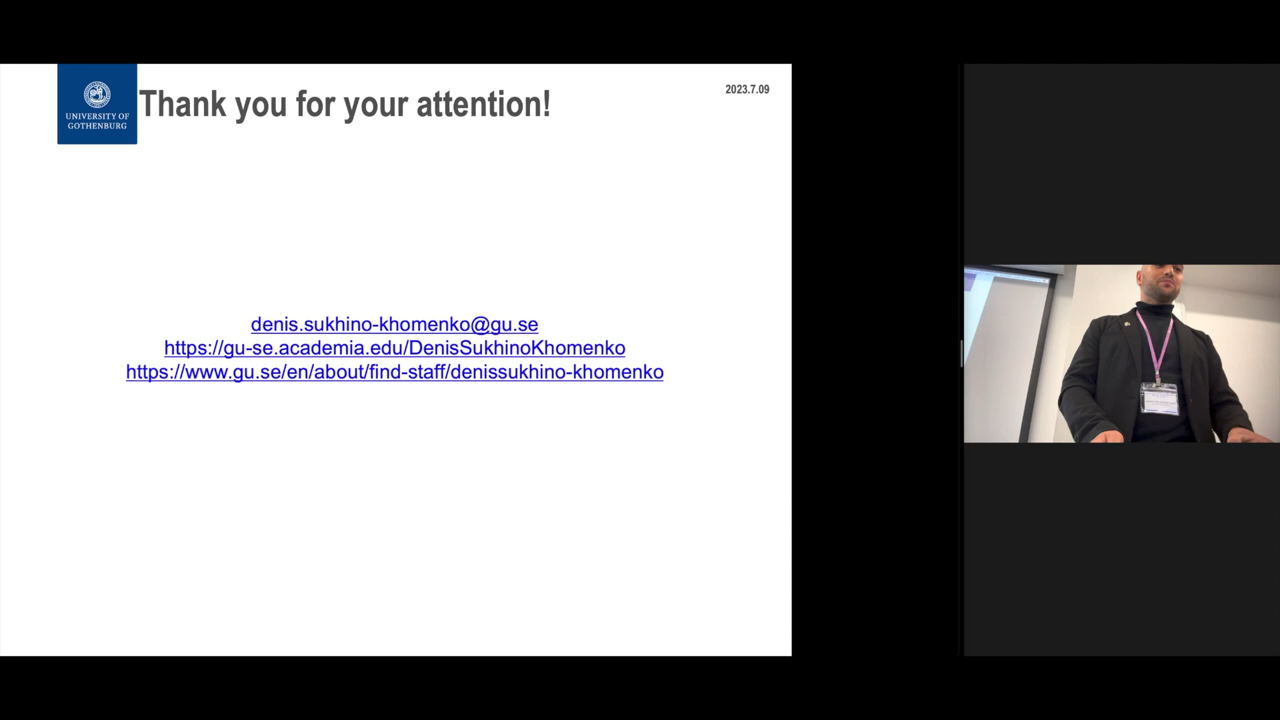 UNIVERSITY OF
GOTHENBURG
Thank you for your attention!
2023.7.09
denis.sukhino-khomenko@gu.se
https://gu-se.academia.edu/DenisSukhinoKhomenko
https://www.gu.se/en/about/find-staff/denissukhino-khomenko